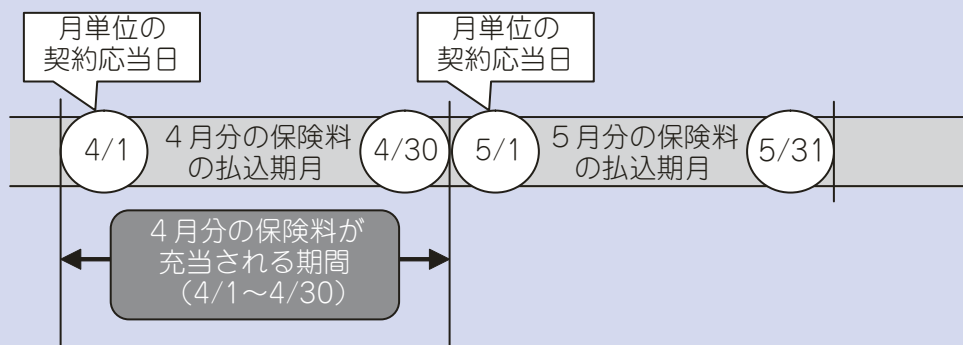 月単位の
契約応当日
月単位の
契約応当日
4/1
4月分の保険料
の払込期月
4/30
5/1
5月分の保険料
の払込期月
5/31
4月分の保険料が
充当される期間
（4/1～4/30）